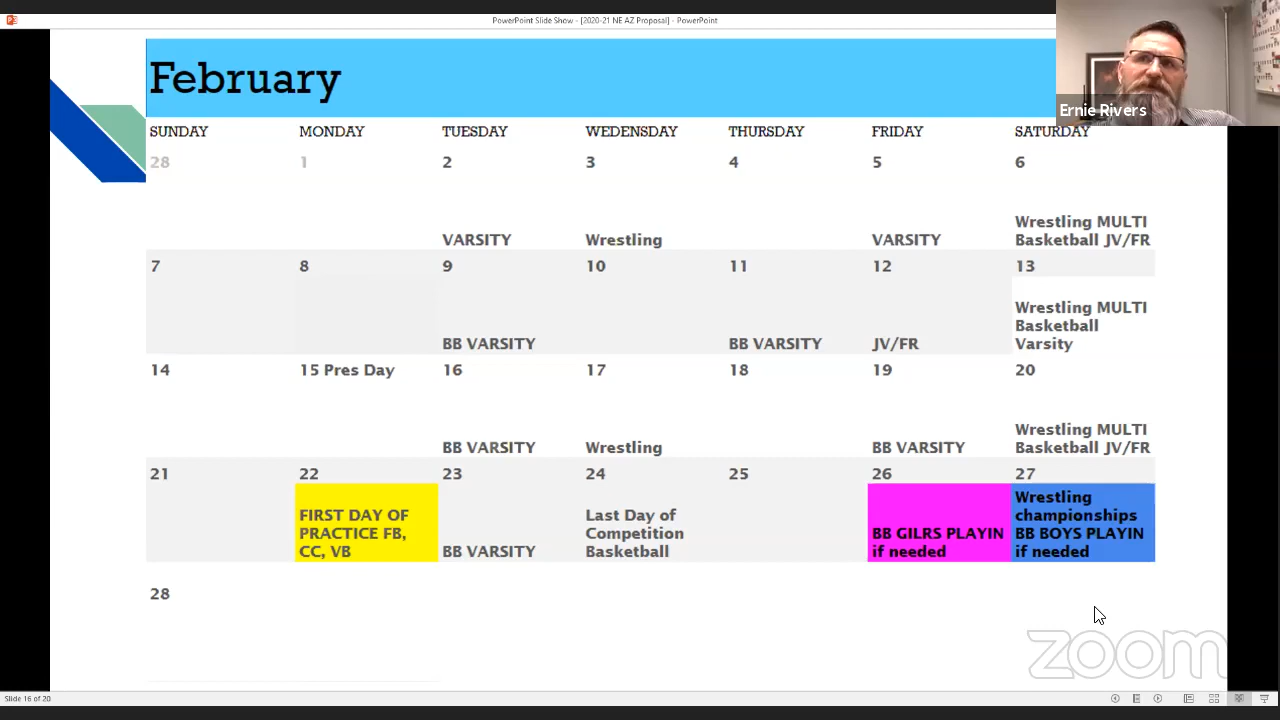 PowerPoint Slide Show - [2020-21 NE AZ Proposal] - PowerPoint
Ernie Rivers
February
SUNDAY MONDAY TUESDAY WEDENSDAY THURSDAY FRIDAY SATURDAY
28 1 2 3 4 5 6
VARSITY
Wrestling
VARSITY
Wrestling MULTI
Basketball JV/FR
7 8 9 10 11 12 13
BB VARSITY
BB VARSITY
JV/FR
Wrestling MULTI
Basketball
Varsity
14 15 Pres Day 16 17 18 19 20
BB VARSITY
Wrestling
BB VARSITY
Wrestling MULTI
Basketball JV/FR
21 22 23 24 25 26 27
FIRST DAY OF
PRACTICE FB,
CC, VB
BB VARSITY
Last Day of
Competition
Basketball
BB GILRS PLAYIN
if needed
Wrestling
championships
BB BOYS PLAYIN
if needed
28
zoom
Slide 16 of 20